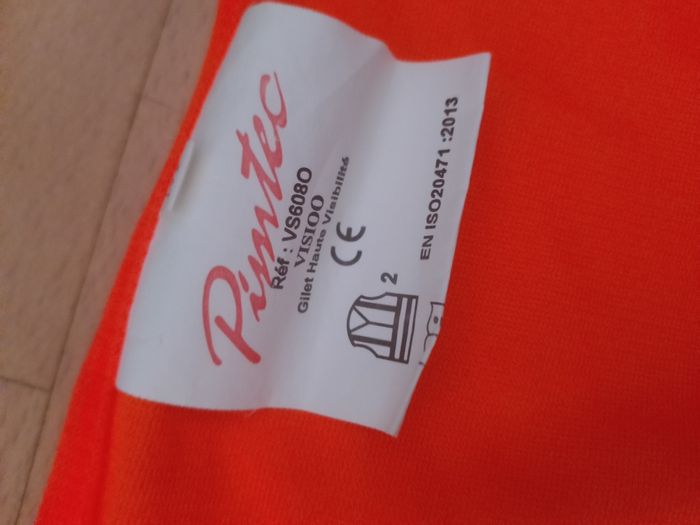 Pimtec
Réf : VS608O
VISIOO
Gilet Haute Visibilité
CE
2
EN ISO20471 :2013